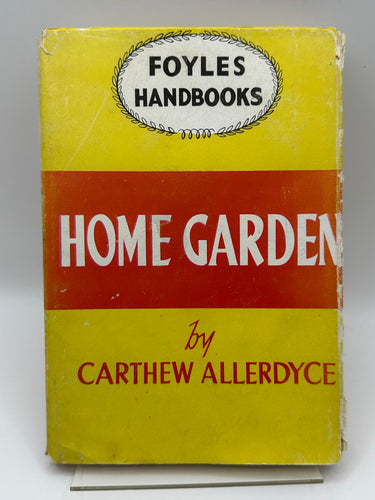 FOYLES
HANDBOOKS
HOME GARDEN
by
CARTHEW ALLERDYCE